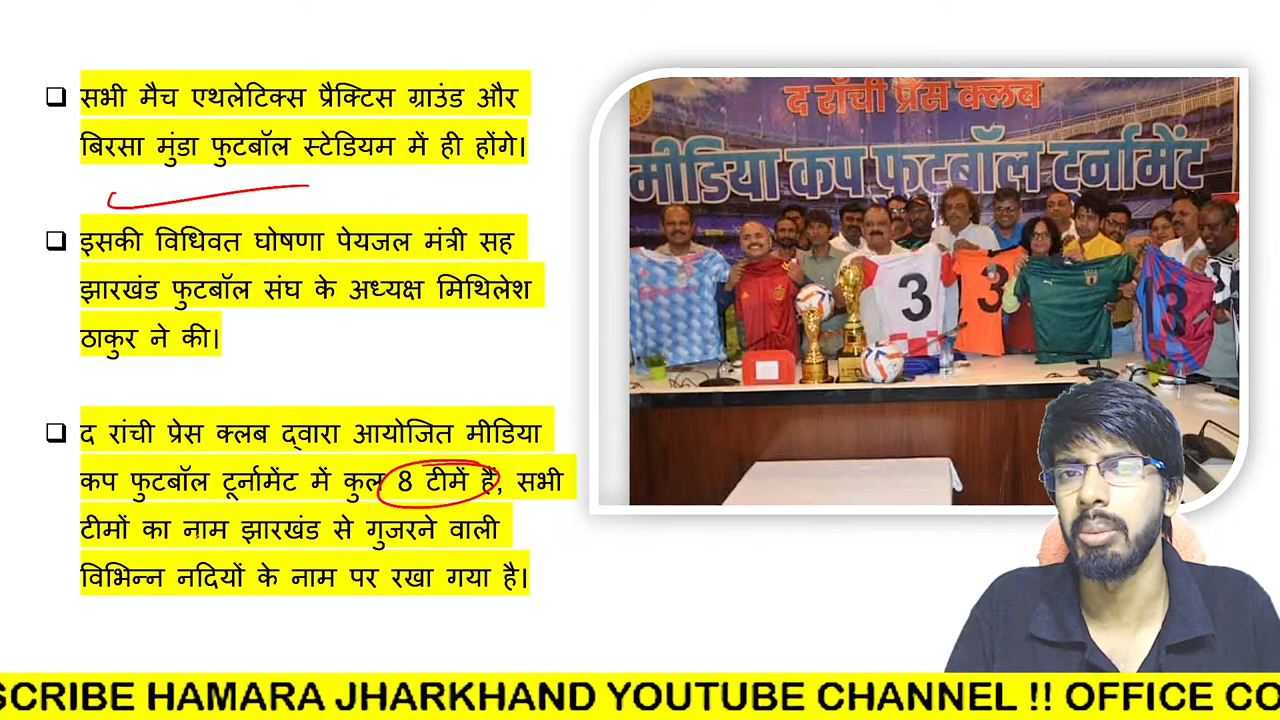 सभी मैच एथलेटिक्स प्रैक्टिस ग्राउंड और
बिरसा मुंडा फुटबॉल स्टेडियम में ही होंगे।
इसकी विधिवत घोषणा पेयजल मंत्री सह
झारखंड फुटबॉल संघ के अध्यक्ष मिथिलेश
ठाकुर ने की।
द रांची प्रेस क्लब द्वारा आयोजित मीडिया
कप फुटबॉल टूर्नामेंट में कुल 8 टीमें हैं, सभी
टीमों का नाम झारखंड से गुजरने वाली
विभिन्न नदियों के नाम पर रखा गया है।
द रांची प्रेस क्लब
मीडिया कप फुटबॉल टूर्नामेंट
3
3
13
SCRIBE HAMARA JHARKHAND YOUTUBE CHANNEL !! OFFICE CO